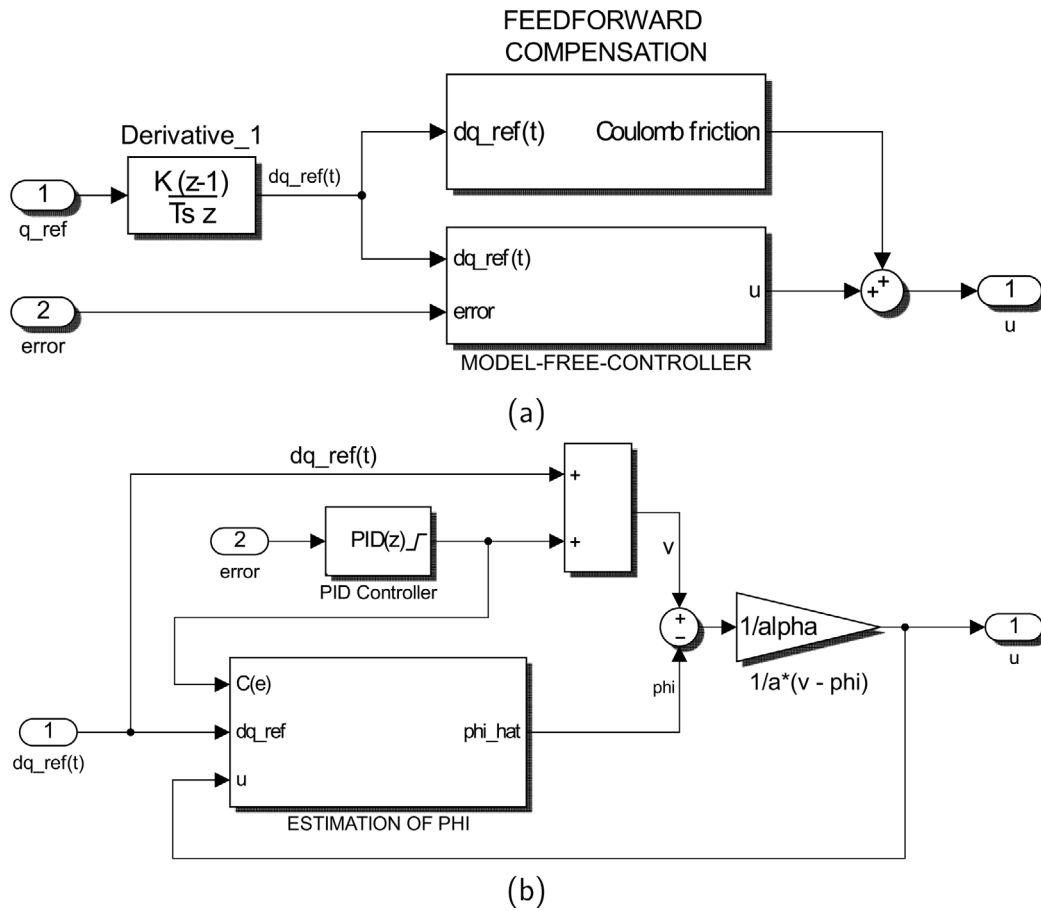 FEEDFORWARD
COMPENSATION
Derivative_1
dq_ref(t)
Coulomb friction
1
K (z-1)
Ts z
dq_ref(t)
q_ref
dq_ref(t)
u
+
+
1
u
2
error
error
MODEL-FREE-CONTROLLER
(a)
dq_ref(t)
+
2
error
PID(z)
PID Controller
+
v
+
−
1/alpha
1/a*(v - phi)
1
u
phi
C(e)
1
dq_ref(t)
dq_ref
phi_hat
u
ESTIMATION OF PHI
(b)